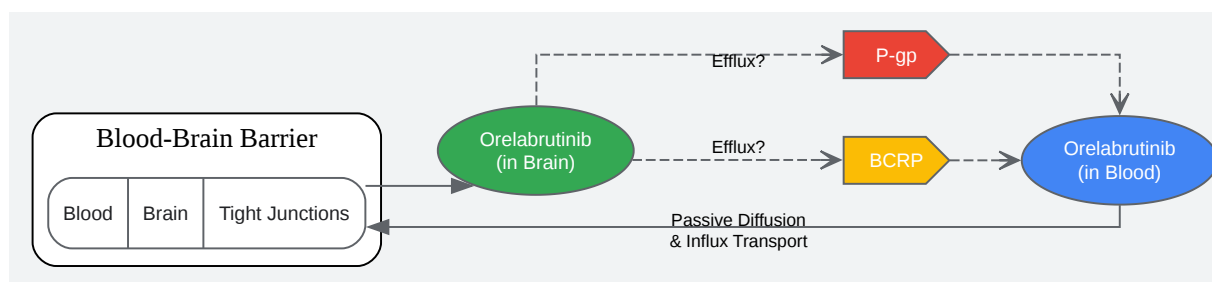 Blood-Brain Barrier
Blood
Brain
Tight Junctions
Orelabrutinib
(in Brain)
Efflux?
Efflux?
P-gp
BCRP
Orelabrutinib
(in Blood)
Passive Diffusion
& Influx Transport